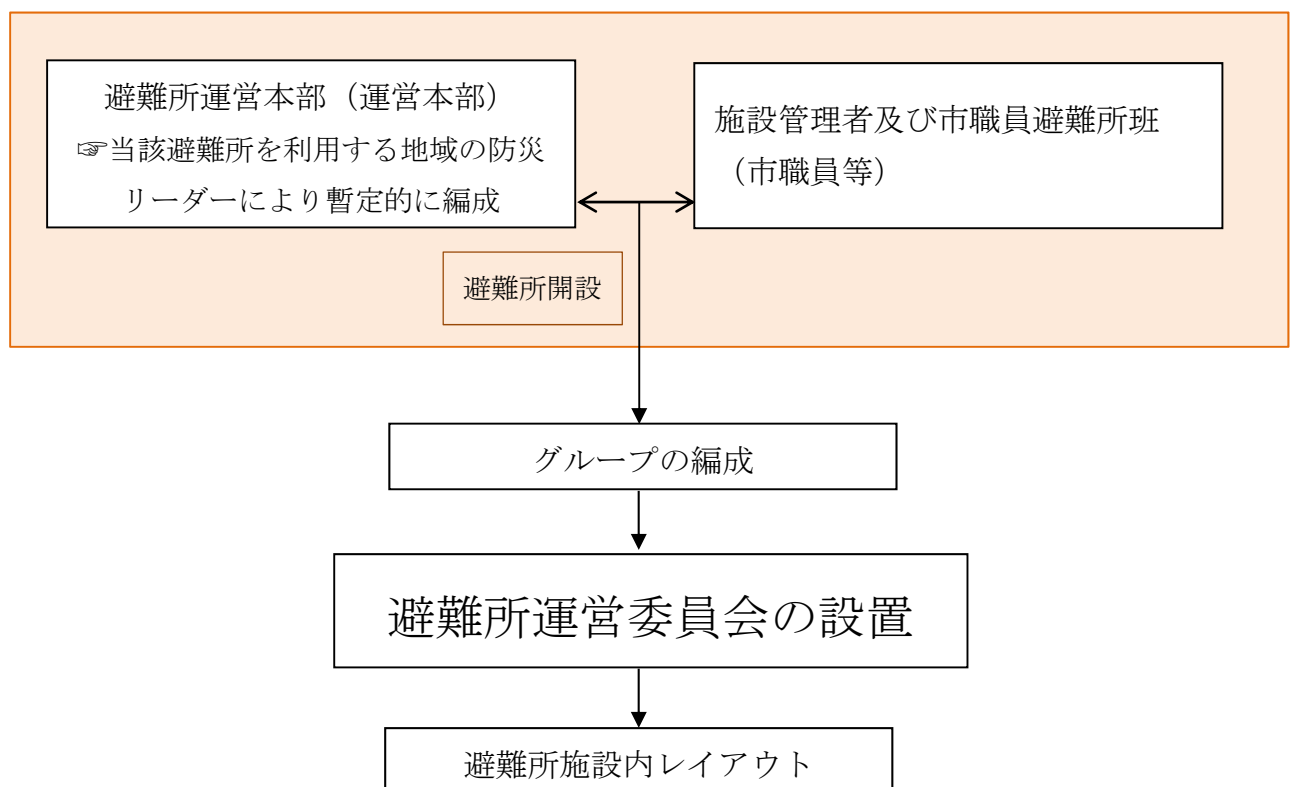 避難所運営本部（運営本部）
☞当該避難所を利用する地域の防災
リーダーにより暫定的に編成
施設管理者及び市職員避難所班
（市職員等）
避難所開設
グループの編成
避難所運営委員会の設置
避難所施設内レイアウト